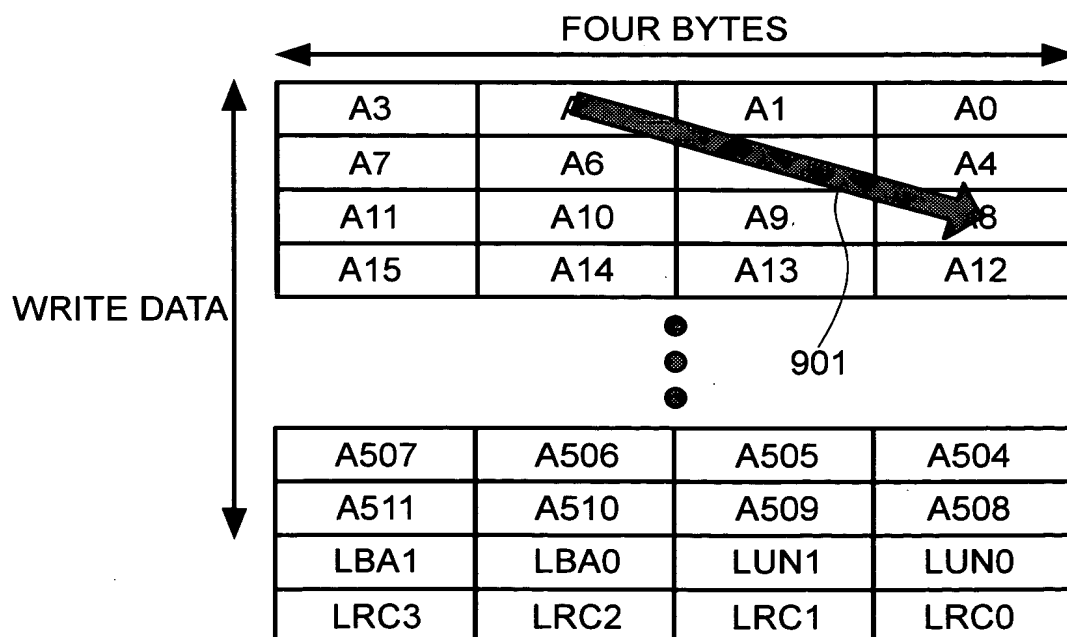 FOUR BYTES
A3 A1 A0
A7 A6 A4
A11 A10 A9 A8
A15 A14 A13 A12
WRITE DATA
901
A507 A506 A505 A504
A511 A510 A509 A508
LBA1 LBA0 LUN1 LUN0
LRC3 LRC2 LRC1 LRC0